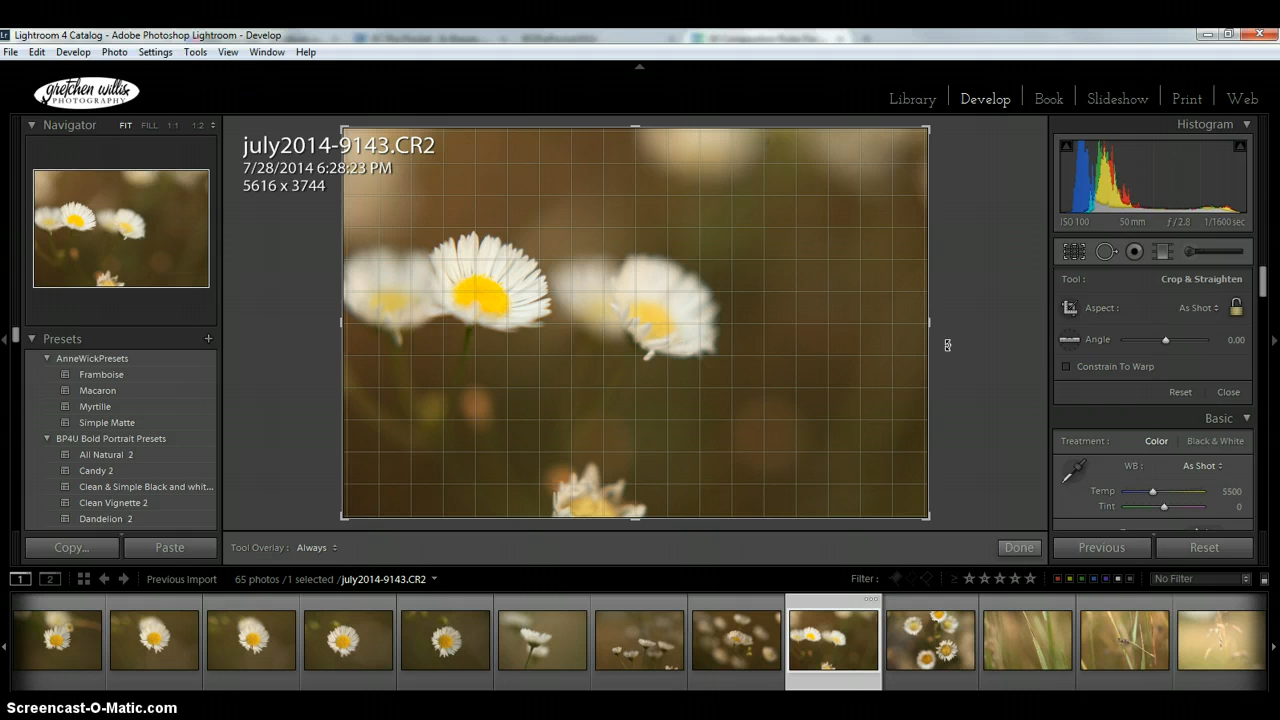 Lightroom 4 Catalog - Adobe Photoshop Lightroom - Develop
File Edit Develop Photo Settings Tools View Window Help
gretchen willis
PHOTOGRAPHY
Library Develop Book Slideshow Print Web
Navigator FIT FILL 1:1 1:2
Histogram
july2014-9143.CR2
7/28/2014 6:28:23 PM
5616 x 3744
ISO 100 50 mm ƒ / 2.8 1/1600 sec
Tool : Crop & Straighten
Aspect : As Shot
Angle 0.00
Constrain To Warp
Reset Close
Presets
AnneWickPresets
Framboise
Macaron
Myrtille
Simple Matte
BP4U Bold Portrait Presets
All Natural 2
Candy 2
Clean & Simple Black and whit...
Clean Vignette 2
Dandelion 2
Basic
Treatment : Color Black & White
WB : As Shot
Temp 5500
Tint 0
Copy... Paste
Tool Overlay : Always
Done
Previous Reset
1 2 Previous Import 65 photos / 1 selected / july2014-9143.CR2
Filter : No Filter
Screencast-O-Matic.com